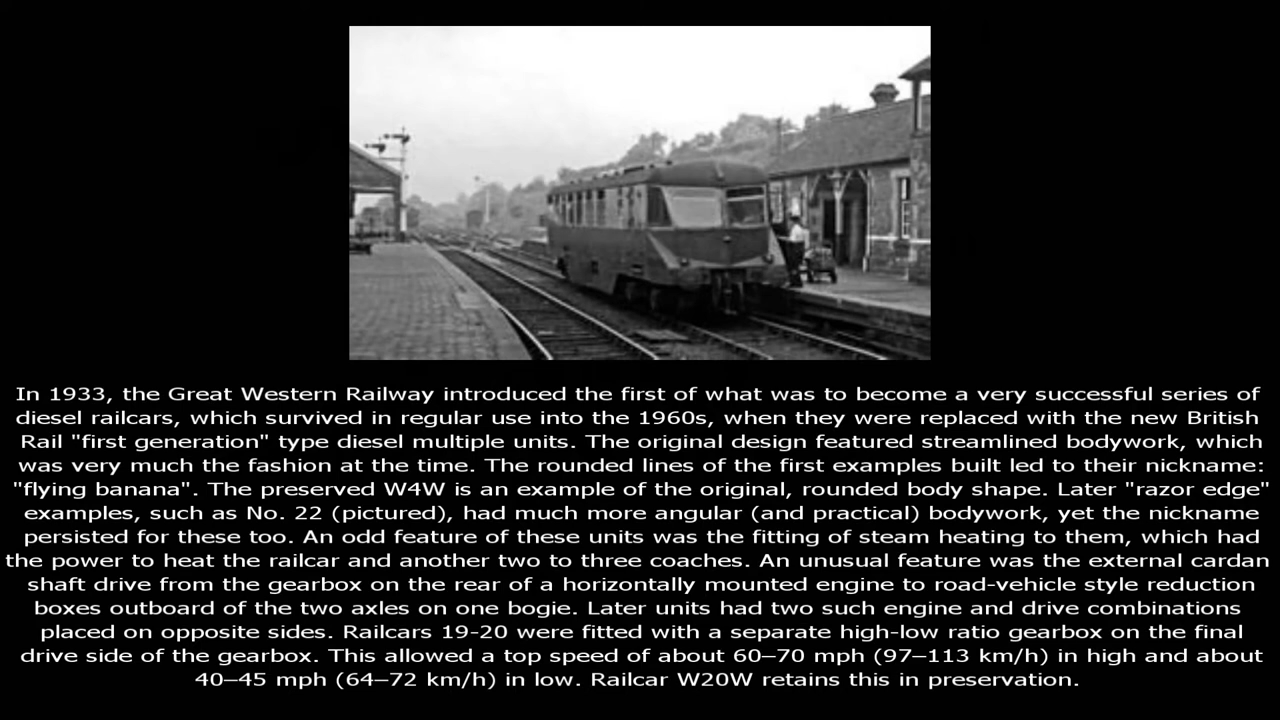 In 1933, the Great Western Railway introduced the first of what was to become a very successful series of
diesel railcars, which survived in regular use into the 1960s, when they were replaced with the new British
Rail "first generation" type diesel multiple units. The original design featured streamlined bodywork, which
was very much the fashion at the time. The rounded lines of the first examples built led to their nickname:
"flying banana". The preserved W4W is an example of the original, rounded body shape. Later "razor edge"
examples, such as No. 22 (pictured), had much more angular (and practical) bodywork, yet the nickname
persisted for these too. An odd feature of these units was the fitting of steam heating to them, which had
the power to heat the railcar and another two to three coaches. An unusual feature was the external cardan
shaft drive from the gearbox on the rear of a horizontally mounted engine to road-vehicle style reduction
boxes outboard of the two axles on one bogie. Later units had two such engine and drive combinations
placed on opposite sides. Railcars 19-20 were fitted with a separate high-low ratio gearbox on the final
drive side of the gearbox. This allowed a top speed of about 60–70 mph (97–113 km/h) in high and about
40–45 mph (64–72 km/h) in low. Railcar W20W retains this in preservation.